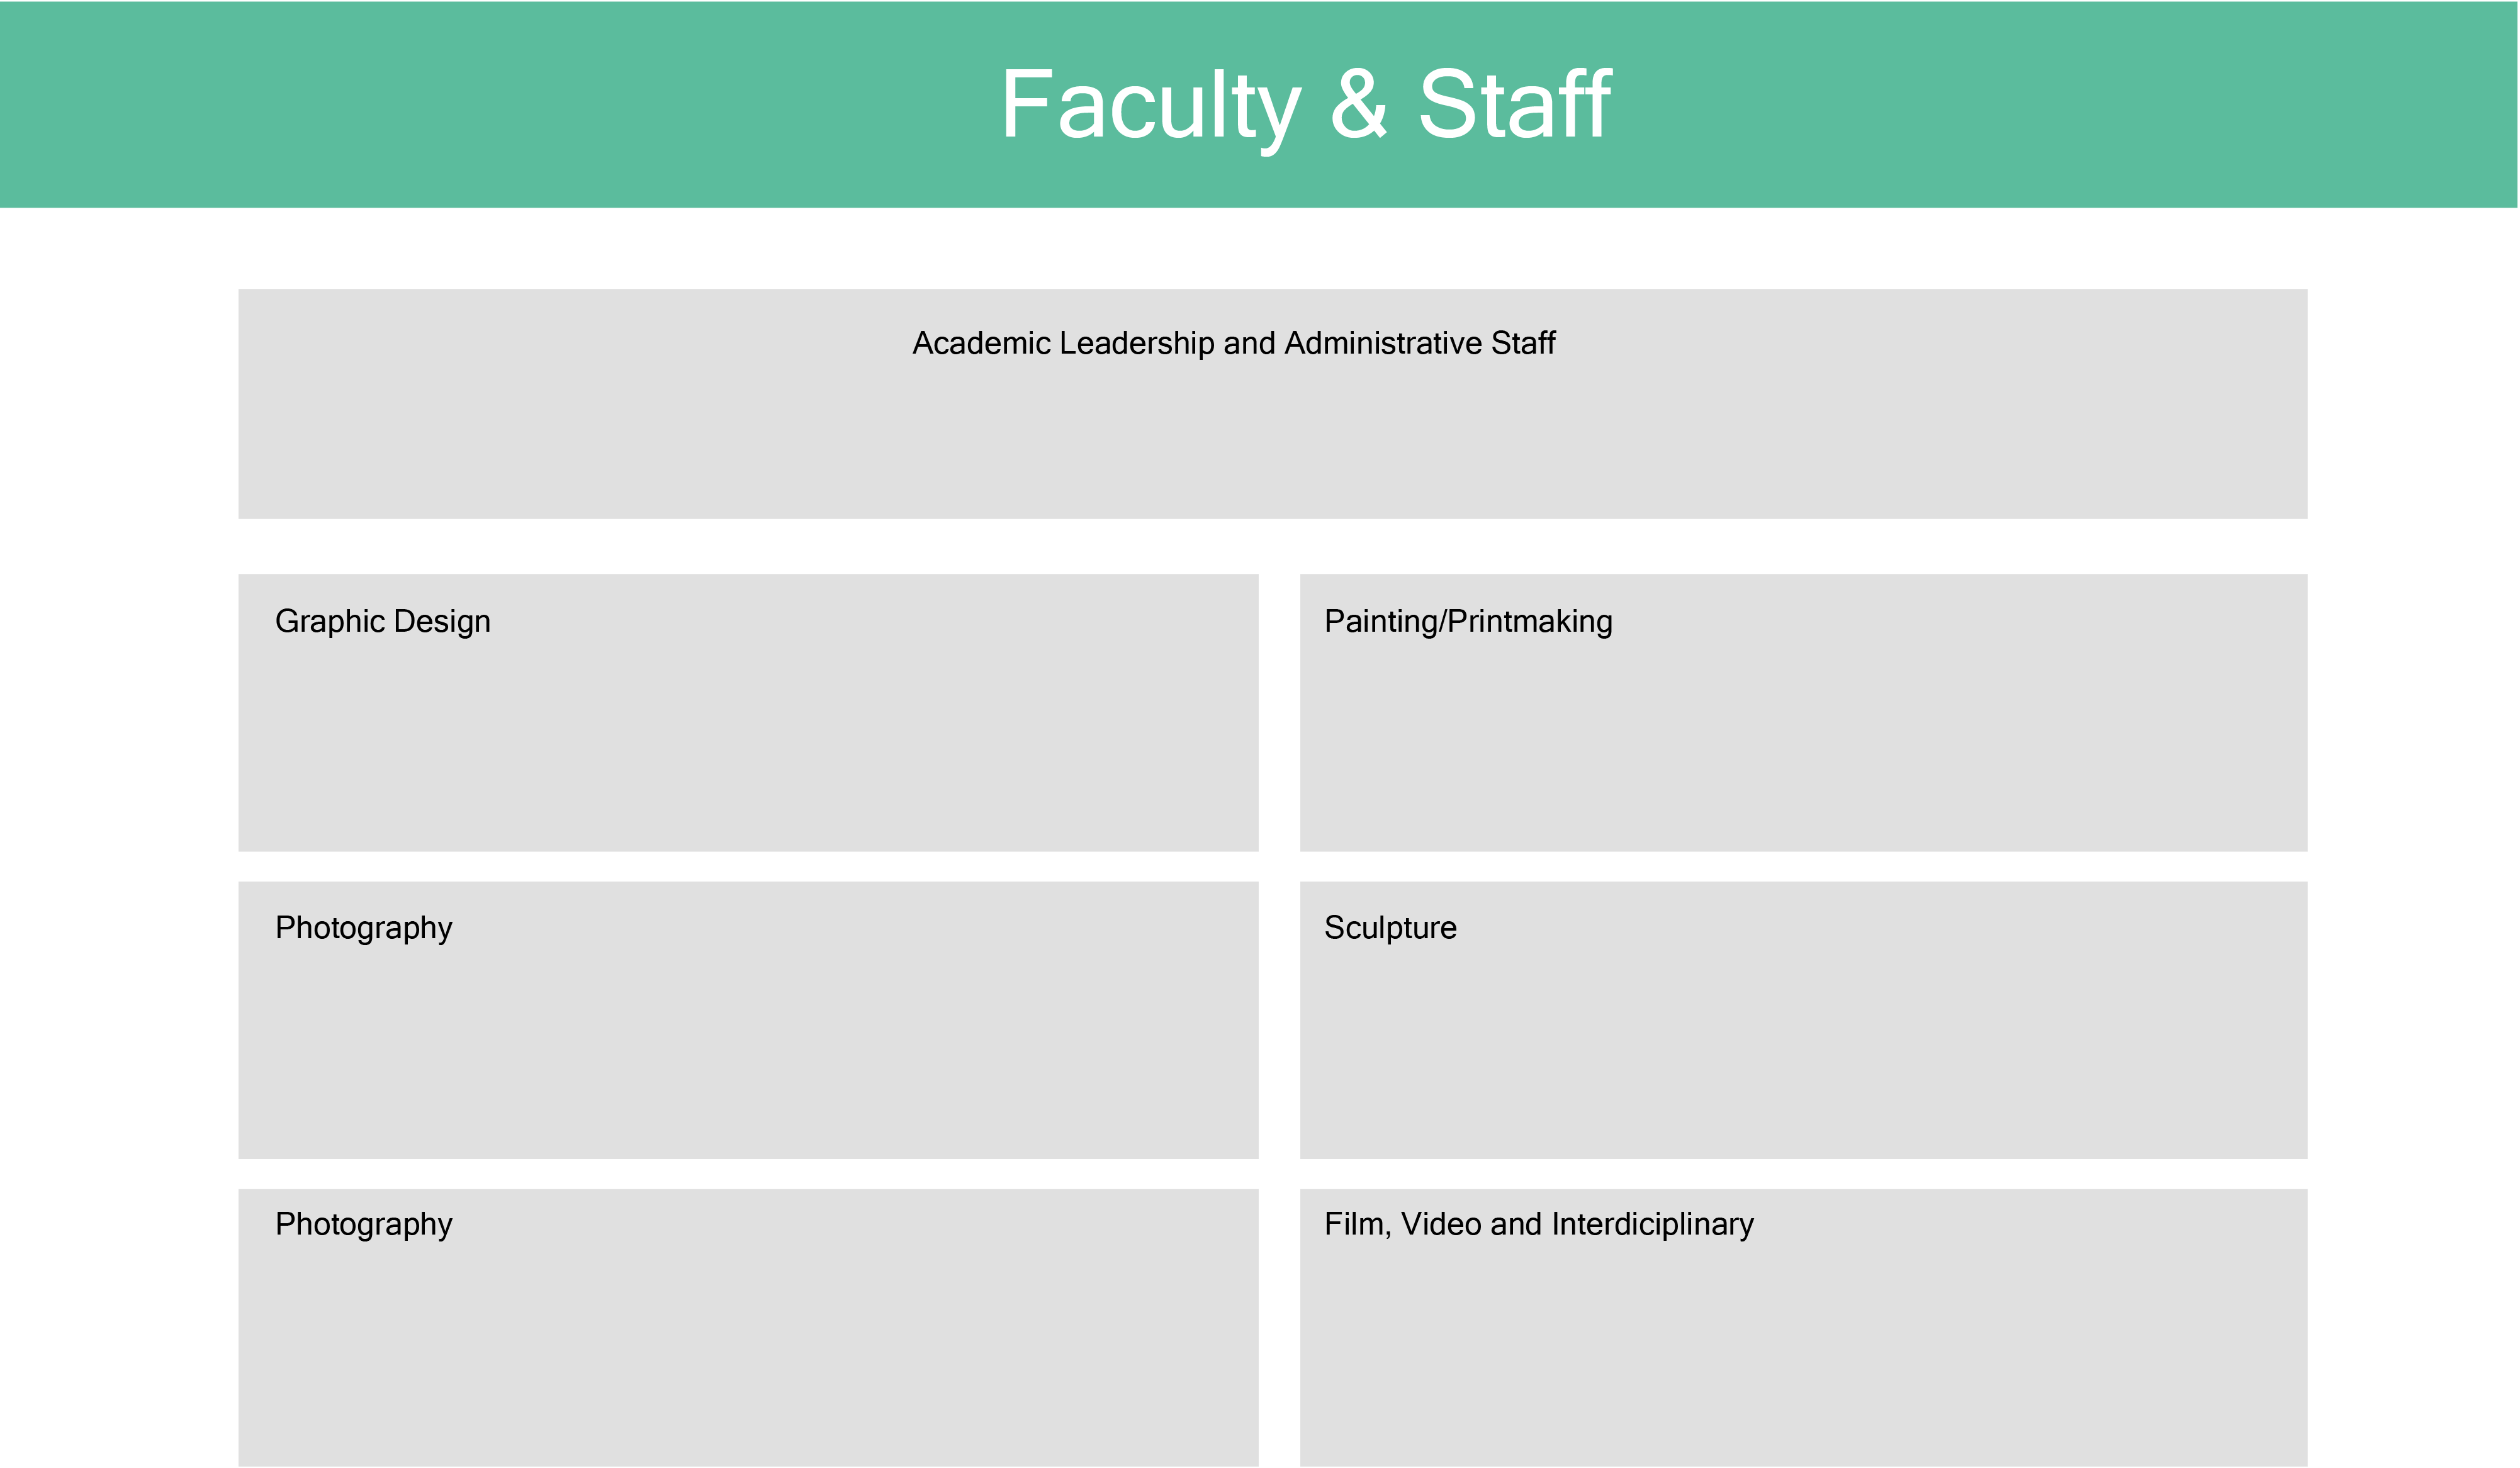 Faculty & Staff
Academic Leadership and Administrative Staff
Graphic Design
Painting/Printmaking
Photography
Sculpture
Photography
Film, Video and Interdiciplinary